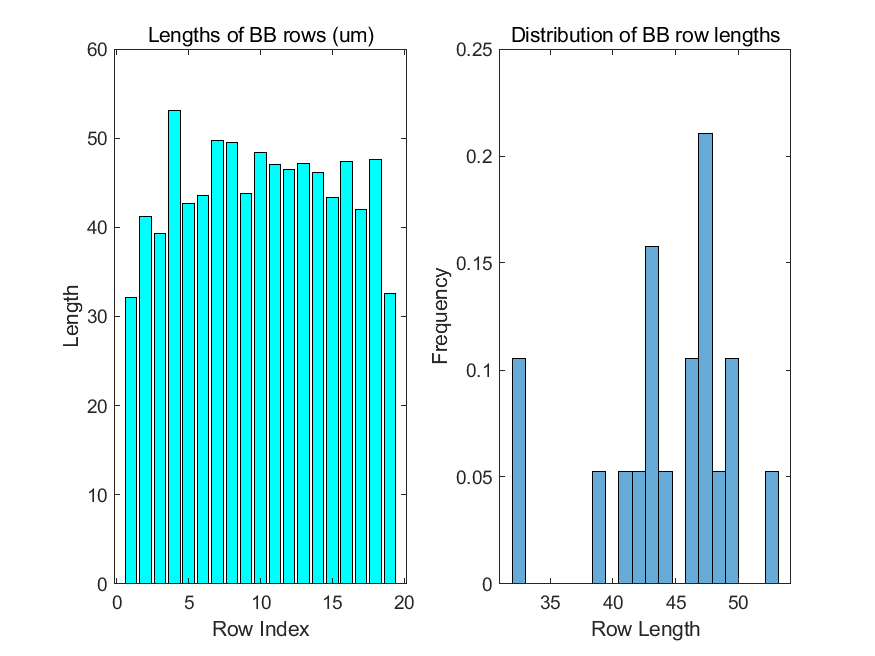 Lengths of BB rows (um)
60
50
40
30
20
10
0
Length
0 5 10 15 20
Row Index
Distribution of BB row lengths
0.25
0.2
0.15
0.1
0.05
0
Frequency
35 40 45 50
Row Length